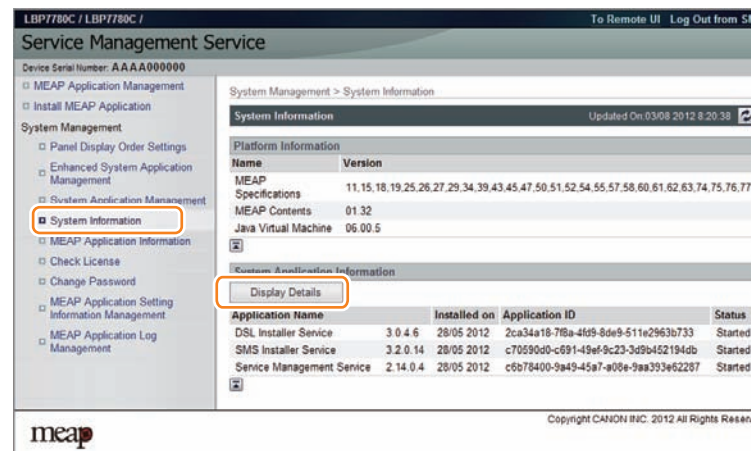 LBP7780C / LBP7780C /
To Remote UI Log Out from
Service Management Service
Device Serial Number: AAAA000000
MEAP Application Management
Install MEAP Application
System Management
Panel Display Order Settings
Enhanced System Application
Management
System Application Management
System Information
MEAP Application Information
Check License
Change Password
MEAP Application Setting
Information Management
MEAP Application Log
Management
System Management > System Information
System Information Updated On:03/08 2012 8:20:38
Platform Information
Name Version
MEAP
Specifications 11,15,18,19,25,26,27,29,34,39,43,45,47,50,51,52,54,55,57,58,60,61,62,63,74,75,76,77
MEAP Contents 01.32
Java Virtual Machine 06.00.5
System Application Information
Display Details
Application Name Installed on Application ID Status
DSL Installer Service 3.0.4.6 28/05 2012 2ca34a18-7f8a-4fd9-8de9-511e2963b733 Started
SMS Installer Service 3.2.0.14 28/05 2012 c70590d0-c691-49ef-9c23-3d9b452194db Started
Service Management Service 2.14.0.4 28/05 2012 c6b78400-9a49-45a7-a08e-9aa393e62287 Started
Copyright CANON INC. 2012 All Rights
meap